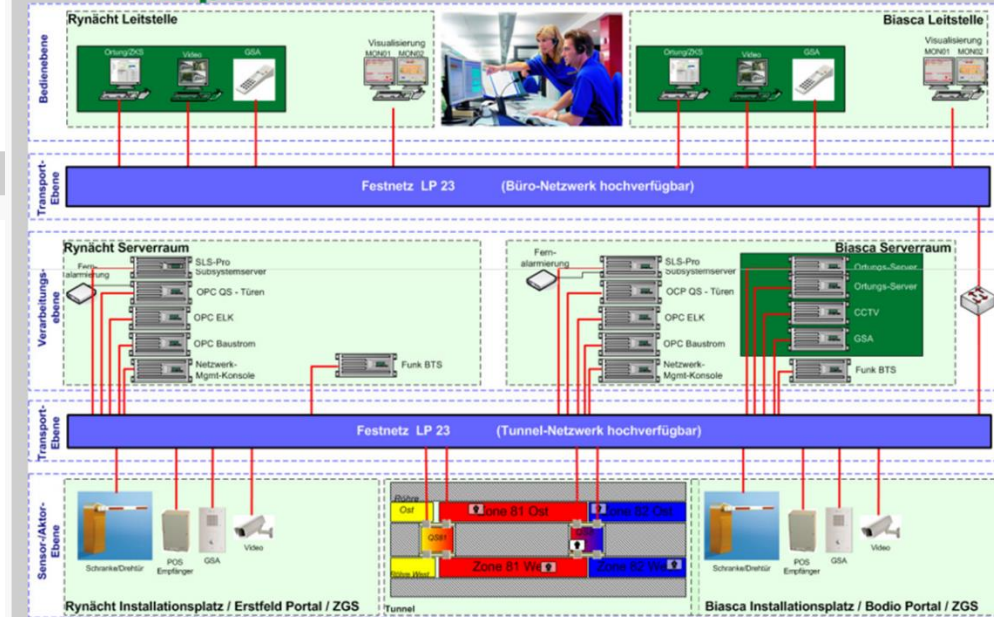 Bedienebene
Rynächt Leitstelle
Ortung/ZKS
Video
GSA
Visualisierung
MON01 MON02
Biasca Leitstelle
Ortung/ZKS
Video
GSA
Visualisierung
MON01 MON02
Transport-
Ebene
Festnetz LP 23 (Büro-Netzwerk hochverfügbar)
Verarbeitungs-
ebene
Rynächt Serverraum
Fern-
alarmierung
SLS-Pro
Subsystemserver
OPC QS - Türen
OPC ELK
OPC Baustrom
Netzwerk-
Mgmt-Konsole
Funk BTS
Biasca Serverraum
Fern-
alarmierung
SLS-Pro
Subsystemserver
OCP QS - Türen
OPC ELK
OPC Baustrom
Netzwerk-
Mgmt-Konsole
Ortungs-Server
Ortungs-Server
CCTV
GSA
Funk BTS
Transport-
Ebene
Festnetz LP 23 (Tunnel-Netzwerk hochverfügbar)
Sensor-/Aktor-
Ebene
Schranke/Drehtür
POS
Empfänger
GSA
Video
Rynächt Installationsplatz / Erstfeld Portal / ZGS
Röhre
Ost
Zone 81 Ost
Zone 82 Ost
QS81
Röhre West
Zone 81 We
Zone 82 We
Tunnel
Schranke/Drehtür
POS
Empfänger
GSA
Video
Biasca Installationsplatz / Bodio Portal / ZGS